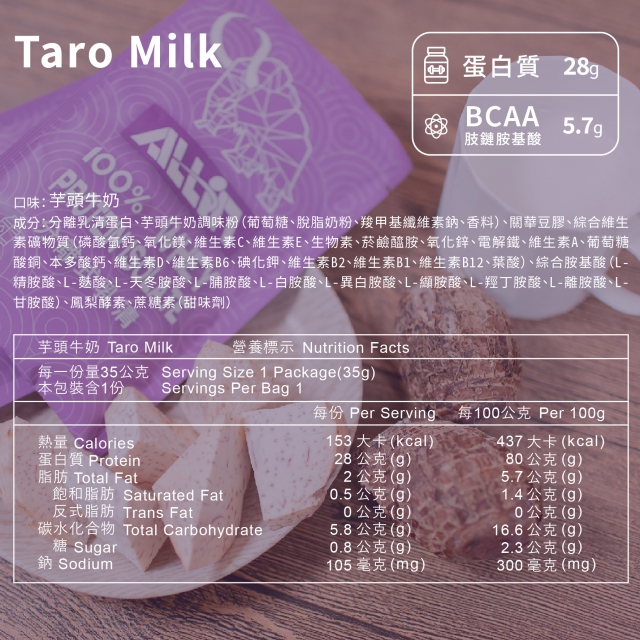 Taro Milk
蛋白質 28g
BCAA
胺鏈胺基酸 5.7g
ALLIN
100%
口味：芋頭牛奶
成分：分離乳清蛋白、芋頭牛奶調味粉（葡萄糖、脫脂奶粉、羧甲基纖維素鈉、香料）、關華豆膠、綜合維生
素礦物質（磷酸氫鈣、氧化鎂、維生素C、維生素E、生物素、菸鹼醯胺、氧化鋅、電解鐵、維生素A、葡萄糖
酸銅、本多酸鈣、維生素D、維生素B6、碘化鉀、維生素B2、維生素B1、維生素B12、葉酸）、綜合胺基酸（L-
精胺酸、L-麩酸、L-天冬胺酸、L-脯胺酸、L-白胺酸、L-異白胺酸、L-纈胺酸、L-羥丁胺酸、L-離胺酸、L-
甘胺酸）、鳳梨酵素、蔗糖素（甜味劑）
芋頭牛奶 Taro Milk 營養標示 Nutrition Facts
每一份量35公克 Serving Size 1 Package(35g)
本包裝含1份 Servings Per Bag 1
每份 Per Serving 每100公克 Per 100g
熱量 Calories 153 大卡(kcal) 437 大卡(kcal)
蛋白質 Protein 28 公克(g) 80 公克(g)
脂肪 Total Fat 2 公克(g) 5.7 公克(g)
飽和脂肪 Saturated Fat 0.5 公克(g) 1.4 公克(g)
反式脂肪 Trans Fat 0 公克(g) 0 公克(g)
碳水化合物 Total Carbohydrate 5.8 公克(g) 16.6 公克(g)
糖 Sugar 0.8 公克(g) 2.3 公克(g)
鈉 Sodium 105 毫克(mg) 300 毫克(mg)